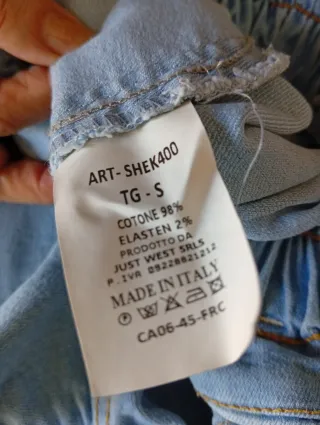 ART-SHEK400
TG - S
COTONE 98%
ELASTEN 2%
PRODOTTO DA
JUST WEST SRLS
P. IVR 09228821212
MADE IN ITALY
CA06-45-FRC